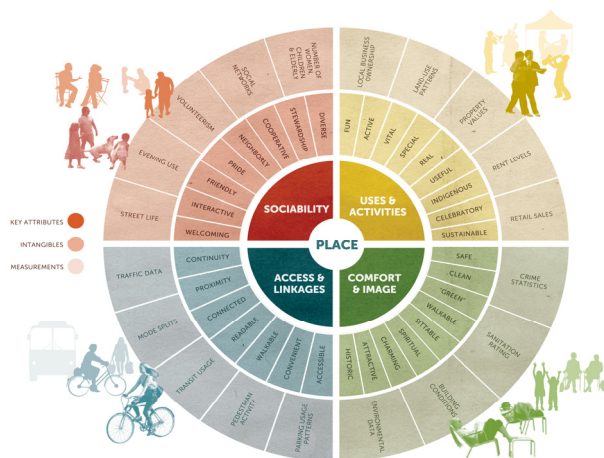 NUMBER OF
WOMEN,
CHILDREN
& ELDERLY
SOCIAL
NETWORKS
VOLUNTEERISM
EVENING USE
STREET LIFE
LOCAL BUSINESS
OWNERSHIP
LAND-USE
PATTERNS
PROPERTY
VALUES
RENT LEVELS
RETAIL SALES
DIVERSE
STEWARDSHIP
COOPERATIVE
NEIGHBORLY
PRIDE
FRIENDLY
INTERACTIVE
WELCOMING
FUN
ACTIVE
VITAL
SPECIAL
REAL
USEFUL
INDIGENOUS
CELEBRATORY
SUSTAINABLE
SOCIABILITY
USES &
ACTIVITIES
PLACE
ACCESS &
LINKAGES
COMFORT &
IMAGE
KEY ATTRIBUTES
INTANGIBLES
MEASUREMENTS
CONTINUITY
PROXIMITY
CONNECTED
READABLE
WALKABLE
CONVENIENT
ACCESSIBLE
SAFE
CLEAN
"GREEN"
WALKABLE
SITTABLE
SPIRITUAL
CHARMING
ATTRACTIVE
HISTORIC
TRAFFIC DATA
MODE SPLITS
TRANSIT USAGE
PEDESTRIAN
ACTIVITY
PARKING USAGE
PATTERNS
CRIME
STATISTICS
SANITATION
RATING
BUILDING
CONDITIONS
ENVIRONMENTAL
DATA